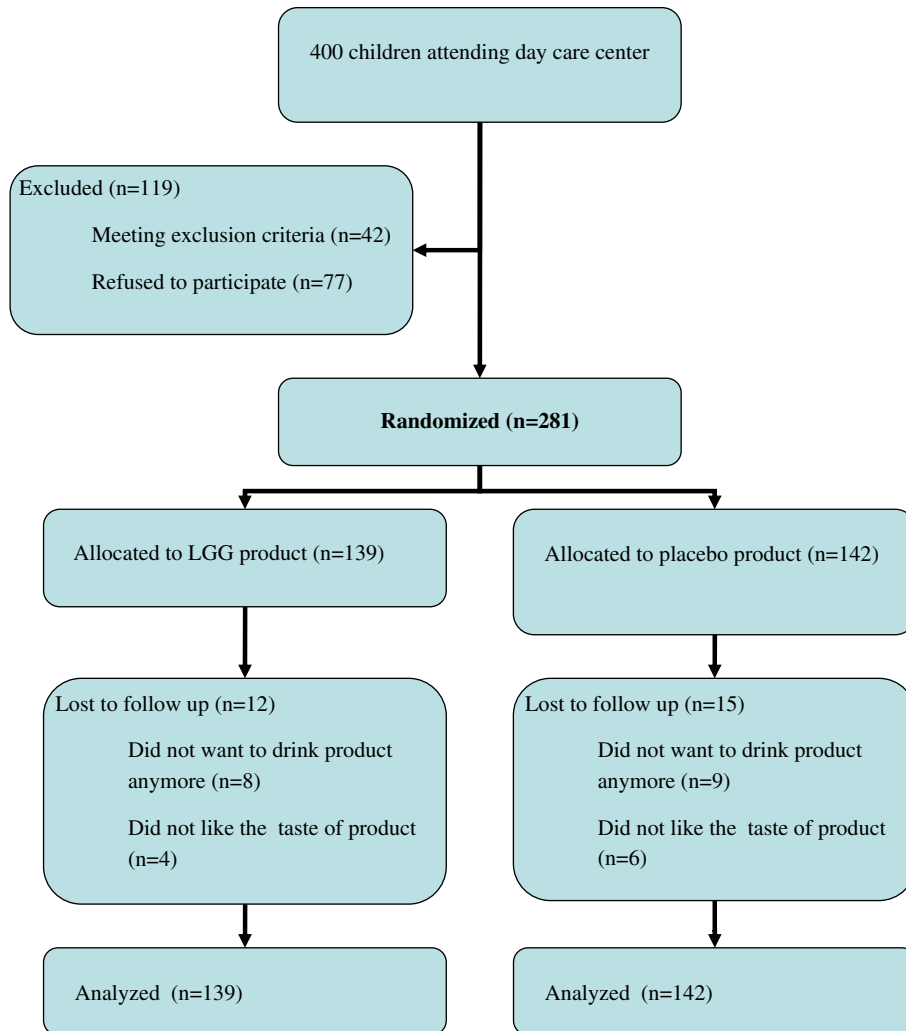 400 children attending day care center
Excluded (n=119)
Meeting exclusion criteria (n=42)
Refused to participate (n=77)
Randomized (n=281)
Allocated to LGG product (n=139)
Allocated to placebo product (n=142)
Lost to follow up (n=12)
Did not want to drink product
anymore (n=8)
Did not like the taste of product
(n=4)
Lost to follow up (n=15)
Did not want to drink product
anymore (n=9)
Did not like the taste of product
(n=6)
Analyzed (n=139)
Analyzed (n=142)